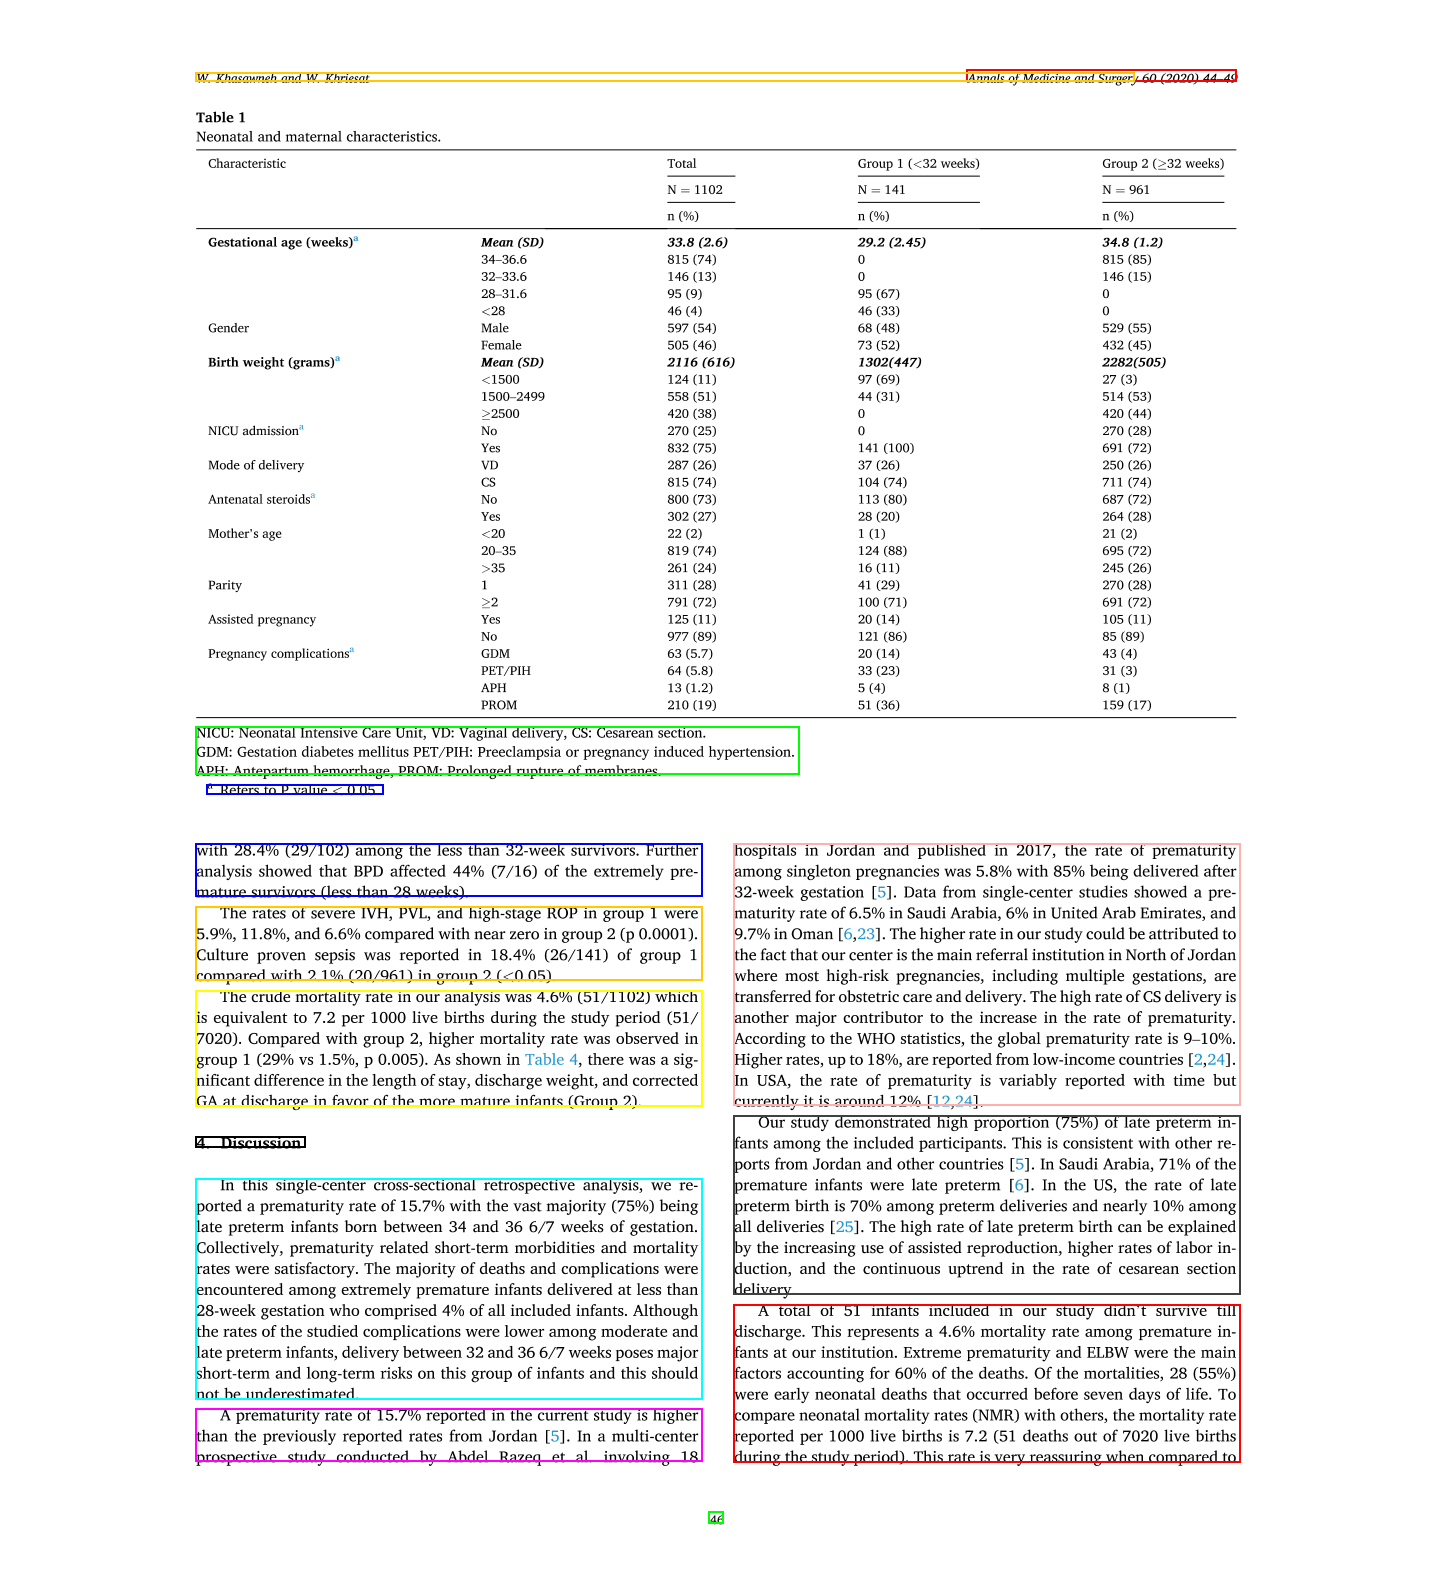 W. Khasawneh and W. Khriesat Annals of Medicine and Surgery 60 (2020) 44–49
Table 1
Neonatal and maternal characteristics.
Characteristic Total Group 1 (<32 weeks) Group 2 (≥32 weeks)
N = 1102 N = 141 N = 961
n (%) n (%) n (%)
Gestational age (weeks)a Mean (SD) 33.8 (2.6) 29.2 (2.45) 34.8 (1.2)
34–36.6 815 (74) 0 815 (85)
32–33.6 146 (13) 0 146 (15)
28–31.6 95 (9) 95 (67) 0
<28 46 (4) 46 (33) 0
Gender Male 597 (54) 68 (48) 529 (55)
Female 505 (46) 73 (52) 432 (45)
Birth weight (grams)a Mean (SD) 2116 (616) 1302(447) 2282(505)
<1500 124 (11) 97 (69) 27 (3)
1500–2499 558 (51) 44 (31) 514 (53)
≥2500 420 (38) 0 420 (44)
NICU admissiona No 270 (25) 0 270 (28)
Yes 832 (75) 141 (100) 691 (72)
Mode of delivery VD 287 (26) 37 (26) 250 (26)
CS 815 (74) 104 (74) 711 (74)
Antenatal steroidsa No 800 (73) 113 (80) 687 (72)
Yes 302 (27) 28 (20) 264 (28)
Mother's age <20 22 (2) 1 (1) 21 (2)
20–35 819 (74) 124 (88) 695 (72)
>35 261 (24) 16 (11) 245 (26)
Parity 1 311 (28) 41 (29) 270 (28)
≥2 791 (72) 100 (71) 691 (72)
Assisted pregnancy Yes 125 (11) 20 (14) 105 (11)
No 977 (89) 121 (86) 85 (89)
Pregnancy complicationsa GDM 63 (5.7) 20 (14) 43 (4)
PET/PIH 64 (5.8) 33 (23) 31 (3)
APH 13 (1.2) 5 (4) 8 (1)
PROM 210 (19) 51 (36) 159 (17)
NICU: Neonatal Intensive Care Unit, VD: Vaginal delivery, CS: Cesarean section.
GDM: Gestation diabetes mellitus PET/PIH: Preeclampsia or pregnancy induced hypertension.
APH: Antepartum hemorrhage, PROM: Prolonged rupture of membranes.
a Refers to P value < 0.05.
with 28.4% (29/102) among the less than 32-week survivors. Further
analysis showed that BPD affected 44% (7/16) of the extremely pre-
mature survivors (less than 28 weeks).
The rates of severe IVH, PVL, and high-stage ROP in group 1 were
5.9%, 11.8%, and 6.6% compared with near zero in group 2 (p 0.0001).
Culture proven sepsis was reported in 18.4% (26/141) of group 1
compared with 2.1% (20/961) in group 2 (<0.05).
The crude mortality rate in our analysis was 4.6% (51/1102) which
is equivalent to 7.2 per 1000 live births during the study period (51/
7020). Compared with group 2, higher mortality rate was observed in
group 1 (29% vs 1.5%, p 0.005). As shown in Table 4, there was a sig-
nificant difference in the length of stay, discharge weight, and corrected
GA at discharge in favor of the more mature infants (Group 2).
4. Discussion
In this single-center cross-sectional retrospective analysis, we re-
ported a prematurity rate of 15.7% with the vast majority (75%) being
late preterm infants born between 34 and 36 6/7 weeks of gestation.
Collectively, prematurity related short-term morbidities and mortality
rates were satisfactory. The majority of deaths and complications were
encountered among extremely premature infants delivered at less than
28-week gestation who comprised 4% of all included infants. Although
the rates of the studied complications were lower among moderate and
late preterm infants, delivery between 32 and 36 6/7 weeks poses major
short-term and long-term risks on this group of infants and this should
not be underestimated.
A prematurity rate of 15.7% reported in the current study is higher
than the previously reported rates from Jordan [5]. In a multi-center
prospective study conducted by Abdel Razeq et al. involving 18
hospitals in Jordan and published in 2017, the rate of prematurity
among singleton pregnancies was 5.8% with 85% being delivered after
32-week gestation [5]. Data from single-center studies showed a pre-
maturity rate of 6.5% in Saudi Arabia, 6% in United Arab Emirates, and
9.7% in Oman [6,23]. The higher rate in our study could be attributed to
the fact that our center is the main referral institution in North of Jordan
where most high-risk pregnancies, including multiple gestations, are
transferred for obstetric care and delivery. The high rate of CS delivery is
another major contributor to the increase in the rate of prematurity.
According to the WHO statistics, the global prematurity rate is 9–10%.
Higher rates, up to 18%, are reported from low-income countries [2,24].
In USA, the rate of prematurity is variably reported with time but
currently it is around 12% [12,24].
Our study demonstrated high proportion (75%) of late preterm in-
fants among the included participants. This is consistent with other re-
ports from Jordan and other countries [5]. In Saudi Arabia, 71% of the
premature infants were late preterm [6]. In the US, the rate of late
preterm birth is 70% among preterm deliveries and nearly 10% among
all deliveries [25]. The high rate of late preterm birth can be explained
by the increasing use of assisted reproduction, higher rates of labor in-
duction, and the continuous uptrend in the rate of cesarean section
delivery.
A total of 51 infants included in our study didn't survive till
discharge. This represents a 4.6% mortality rate among premature in-
fants at our institution. Extreme prematurity and ELBW were the main
factors accounting for 60% of the deaths. Of the mortalities, 28 (55%)
were early neonatal deaths that occurred before seven days of life. To
compare neonatal mortality rates (NMR) with others, the mortality rate
reported per 1000 live births is 7.2 (51 deaths out of 7020 live births
during the study period). This rate is very reassuring when compared to
46